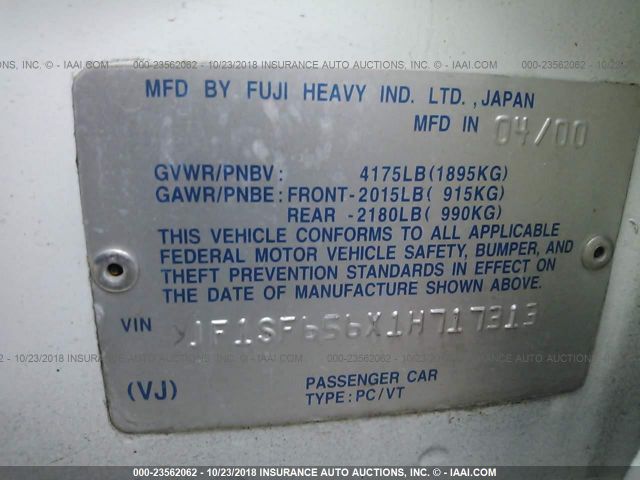 000-23562062 - 10/23/2018 INSURANCE AUTO AUCTIONS, INC. © - IAAI.COM
MFD BY FUJI HEAVY IND. LTD., JAPAN
MFD IN 04/00
GVWR/PNBV: 4175LB(1895KG)
GAWR/PNBE: FRONT-2015LB( 915KG)
REAR -2180LB( 990KG)
THIS VEHICLE CONFORMS TO ALL APPLICABLE
FEDERAL MOTOR VEHICLE SAFETY, BUMPER, AND
THEFT PREVENTION STANDARDS IN EFFECT ON
THE DATE OF MANUFACTURE SHOWN ABOVE.
VIN JF1SF656X1H717313
(VJ) PASSENGER CAR
TYPE:PC/VT
000-23562062 - 10/23/2018 INSURANCE AUTO AUCTIONS, INC. © - IAAI.COM
000-23562062 - 10/23/2018 INSURANCE AUTO AUCTIONS, INC. © - IAAI.COM